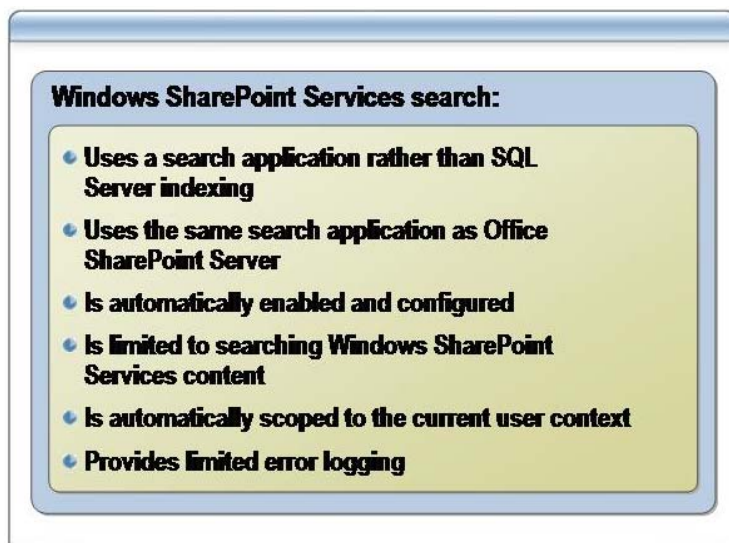 Windows SharePoint Services search:
Uses a search application rather than SQL
Server indexing
Uses the same search application as Office
SharePoint Server
Is automatically enabled and configured
Is limited to searching Windows SharePoint
Services content
Is automatically scoped to the current user context
Provides limited error logging